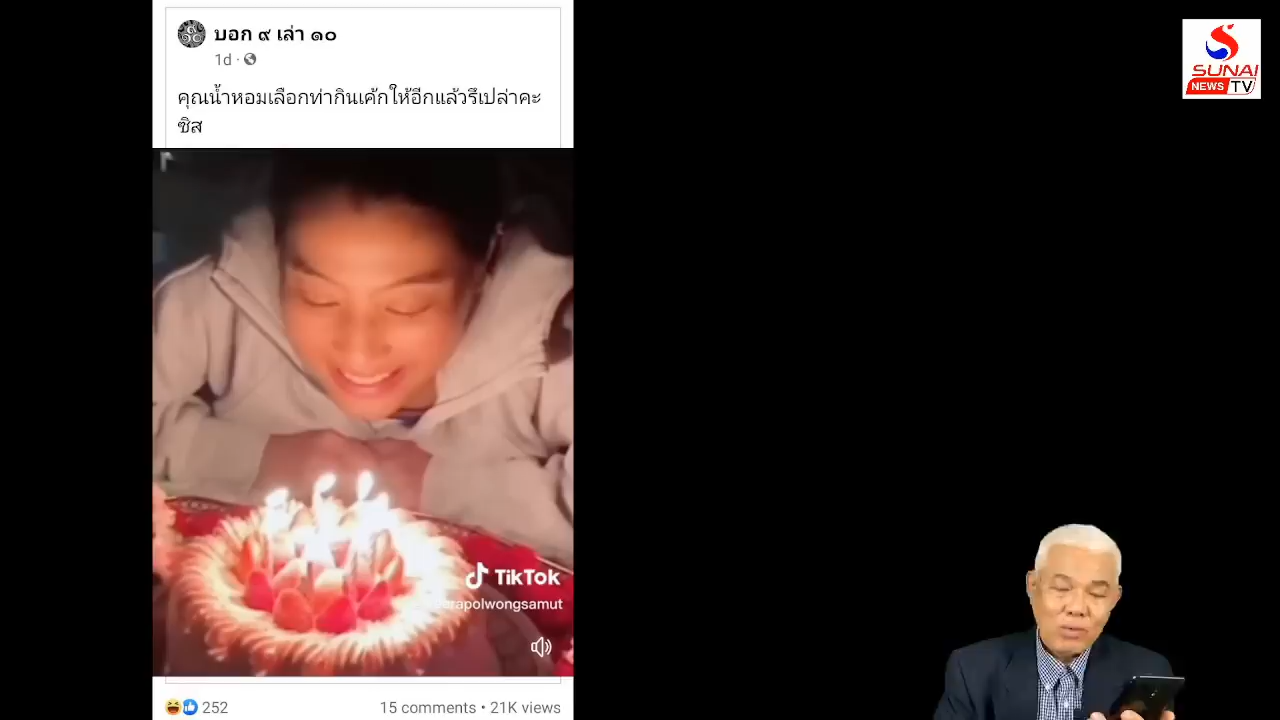 บอก ๙ เล่า ๑๐
1d
คุณน้ำหอมเลือกท่ากินเค้กให้อีกแล้วรึเปล่าคะ
ซิส
SUNAI
NEWS TV
TikTok
252
15 comments • 21K views